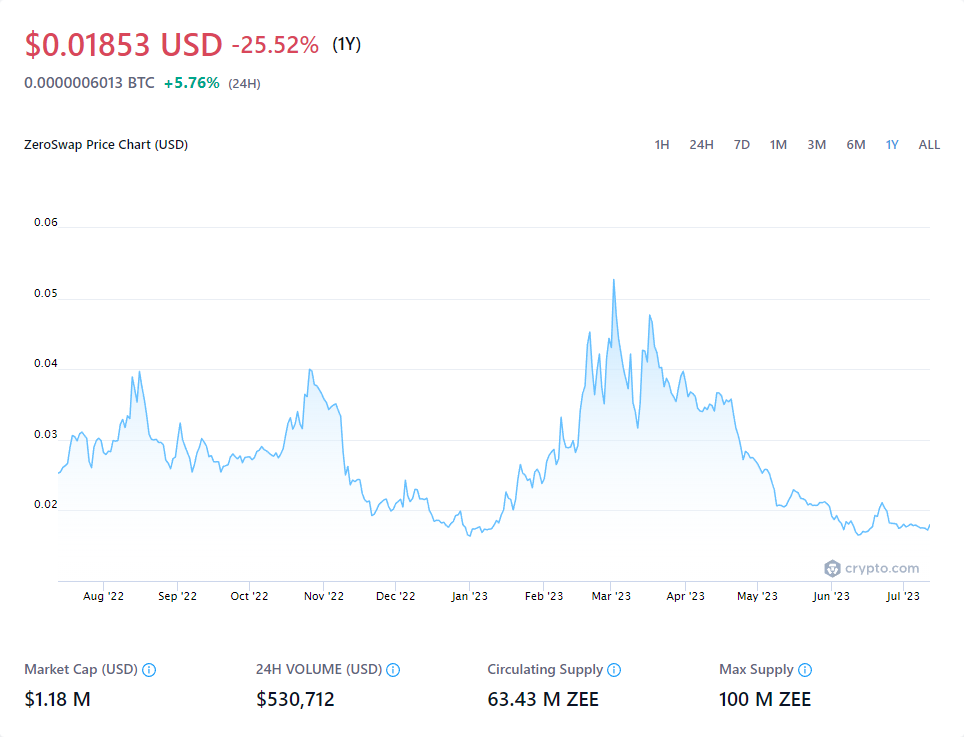 $0.01853 USD -25.52% (1Y)
0.0000006013 BTC +5.76% (24H)
ZeroSwap Price Chart (USD) 1H 24H 7D 1M 3M 6M 1Y ALL
0.06
0.05
0.04
0.03
0.02
crypto.com
Aug '22 Sep '22 Oct '22 Nov '22 Dec '22 Jan '23 Feb '23 Mar '23 Apr '23 May '23 Jun '23 Jul '23
Market Cap (USD) 24H VOLUME (USD) Circulating Supply Max Supply
$1.18 M $530,712 63.43 M ZEE 100 M ZEE